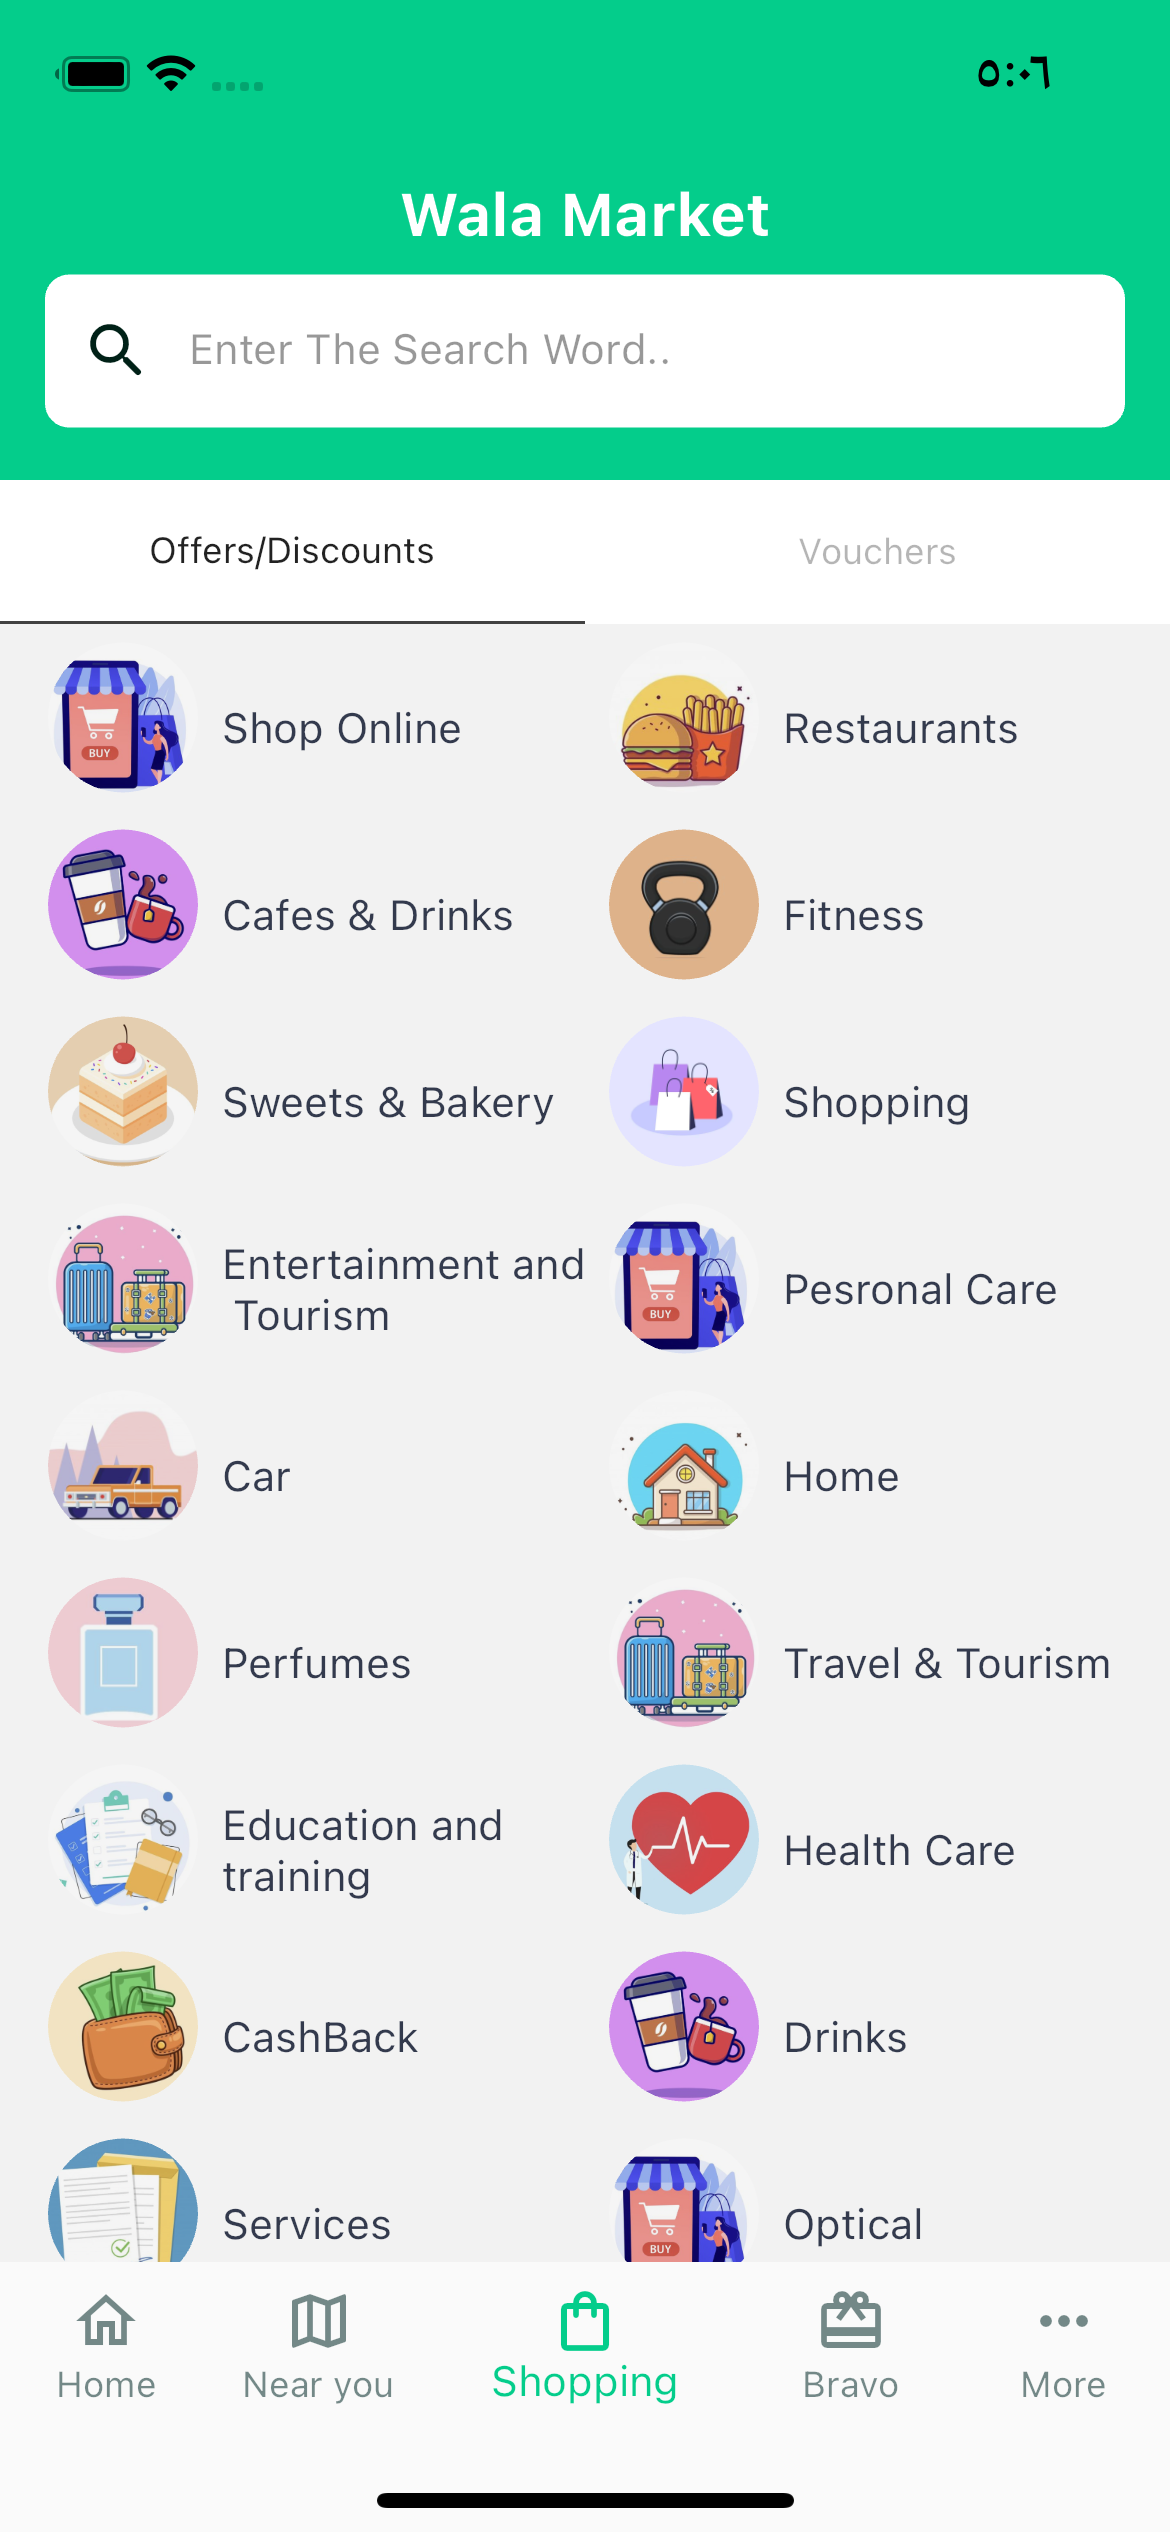 ٥:٠٦
Wala Market
Enter The Search Word..
Offers/Discounts
Vouchers
BUY
Shop Online
Restaurants
Cafes & Drinks
Fitness
Sweets & Bakery
Shopping
Entertainment and
Tourism
BUY
Pesronal Care
Car
Home
Perfumes
Travel & Tourism
Education and
training
Health Care
CashBack
Drinks
Services
BUY
Optical
Home
Near you
Shopping
Bravo
More